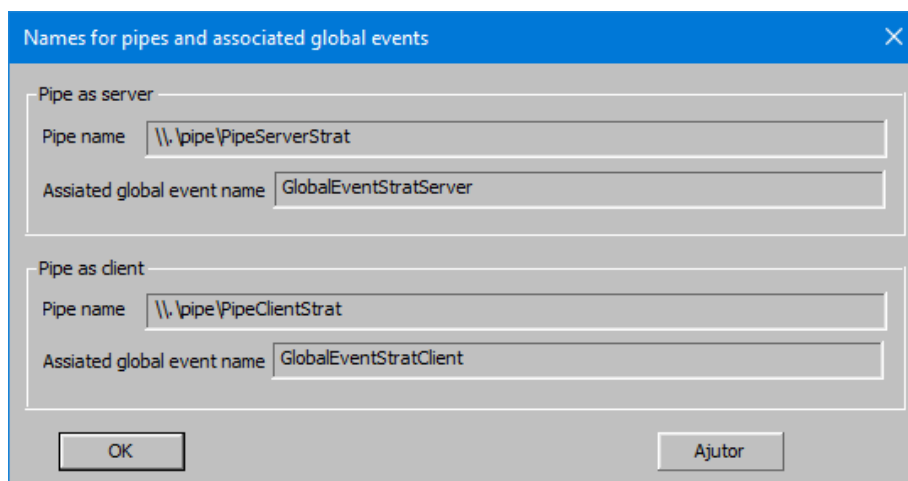 Names for pipes and associated global events
Pipe as server
Pipe name \\.\pipe\PipeServerStrat
Assiated global event name GlobalEventStratServer
Pipe as client
Pipe name \\.\pipe\PipeClientStrat
Assiated global event name GlobalEventStratClient
OK Ajutor